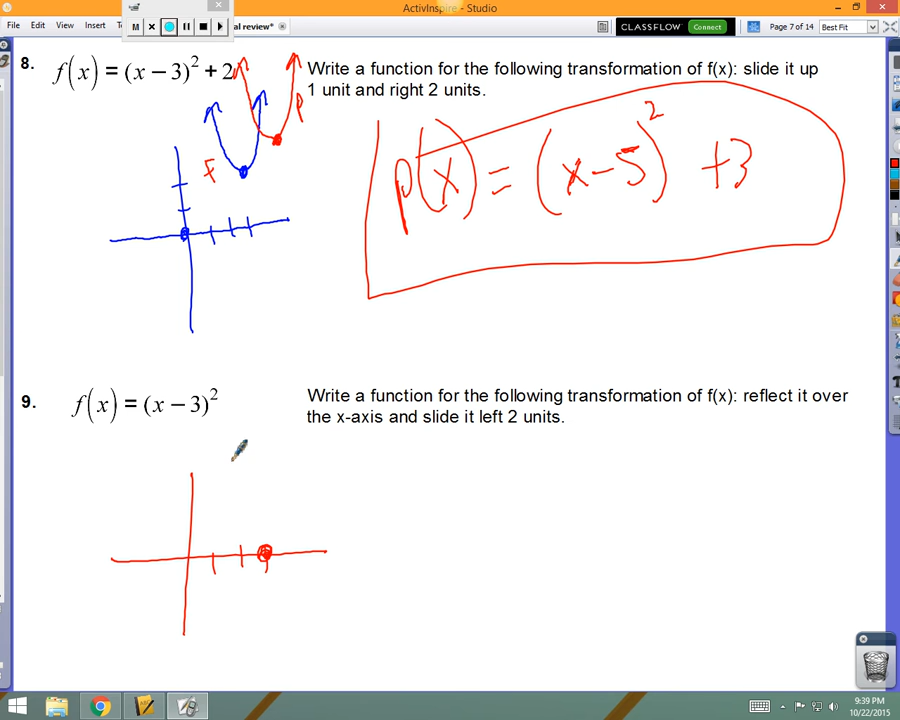 ActivInspire - Studio
File Edit View Insert T
al review*
CLASSFLOW Connect
Page 7 of 14
Best Fit
M
8. f(x) = (x − 3)² + 2
Write a function for the following transformation of f(x): slide it up
1 unit and right 2 units.
P
F
p(x) = (x − 5)² + 3
9. f(x) = (x − 3)²
Write a function for the following transformation of f(x): reflect it over
the x-axis and slide it left 2 units.
9:39 PM
10/22/2015